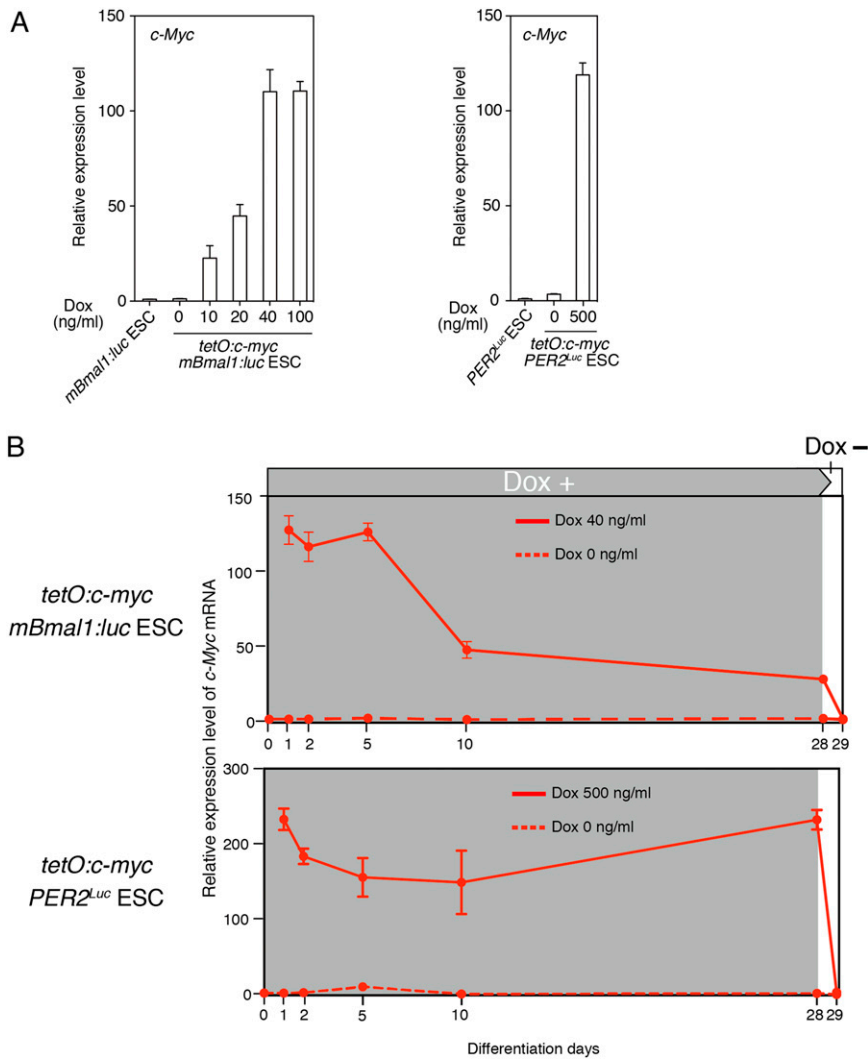 A
c-Myc
Relative expression level
150
100
50
0
Dox
(ng/ml)
0 10 20 40 100
mBmal1:luc ESC
tetO:c-myc
mBmal1:luc ESC
c-Myc
Relative expression level
150
100
50
0
Dox
(ng/ml)
0 500
PER2Luc ESC
tetO:c-myc
PER2Luc ESC
B
Dox −
Dox +
tetO:c-myc
mBmal1:luc ESC
Relative expression level of c-Myc mRNA
150
100
50
0
Dox 40 ng/ml
Dox 0 ng/ml
0 1 2 5 10 28 29
tetO:c-myc
PER2Luc ESC
300
200
100
0
Dox 500 ng/ml
Dox 0 ng/ml
0 1 2 5 10 28 29
Differentiation days